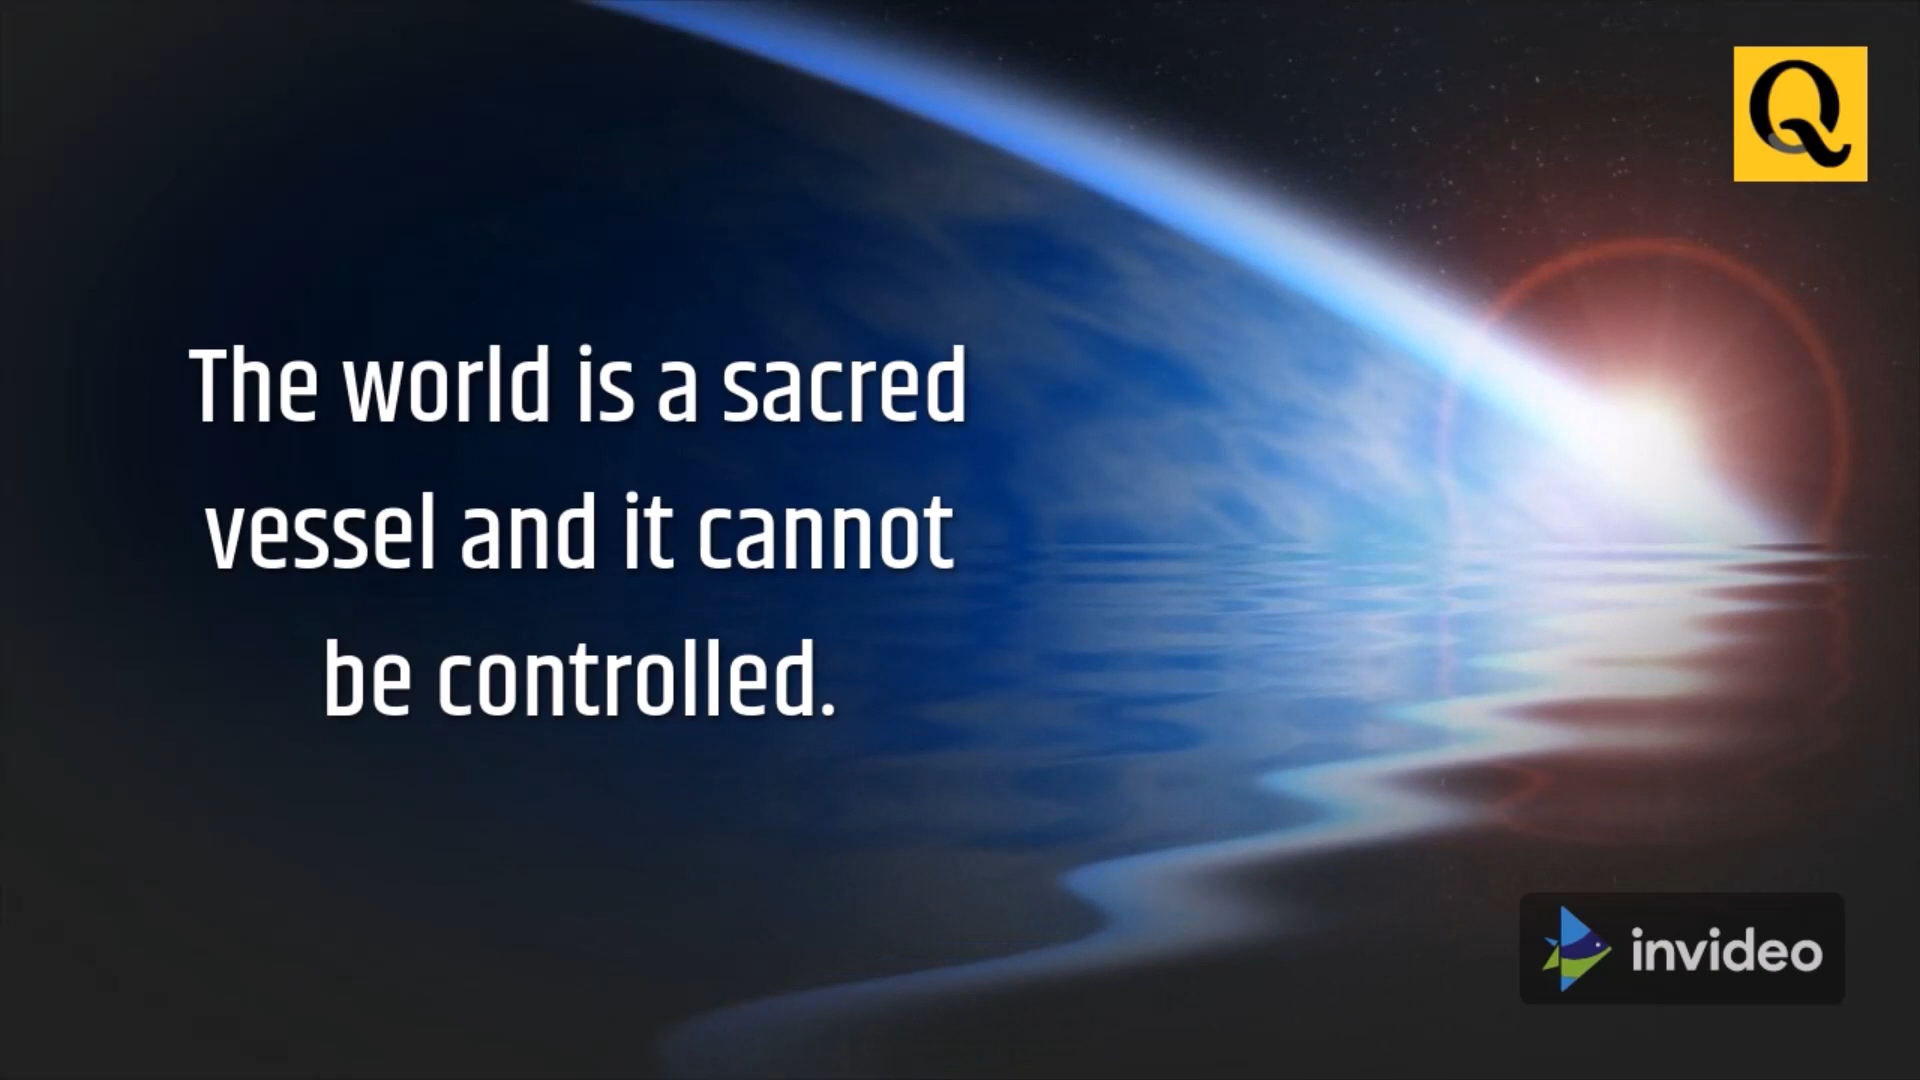 Q
The world is a sacred
vessel and it cannot
be controlled.
invideo